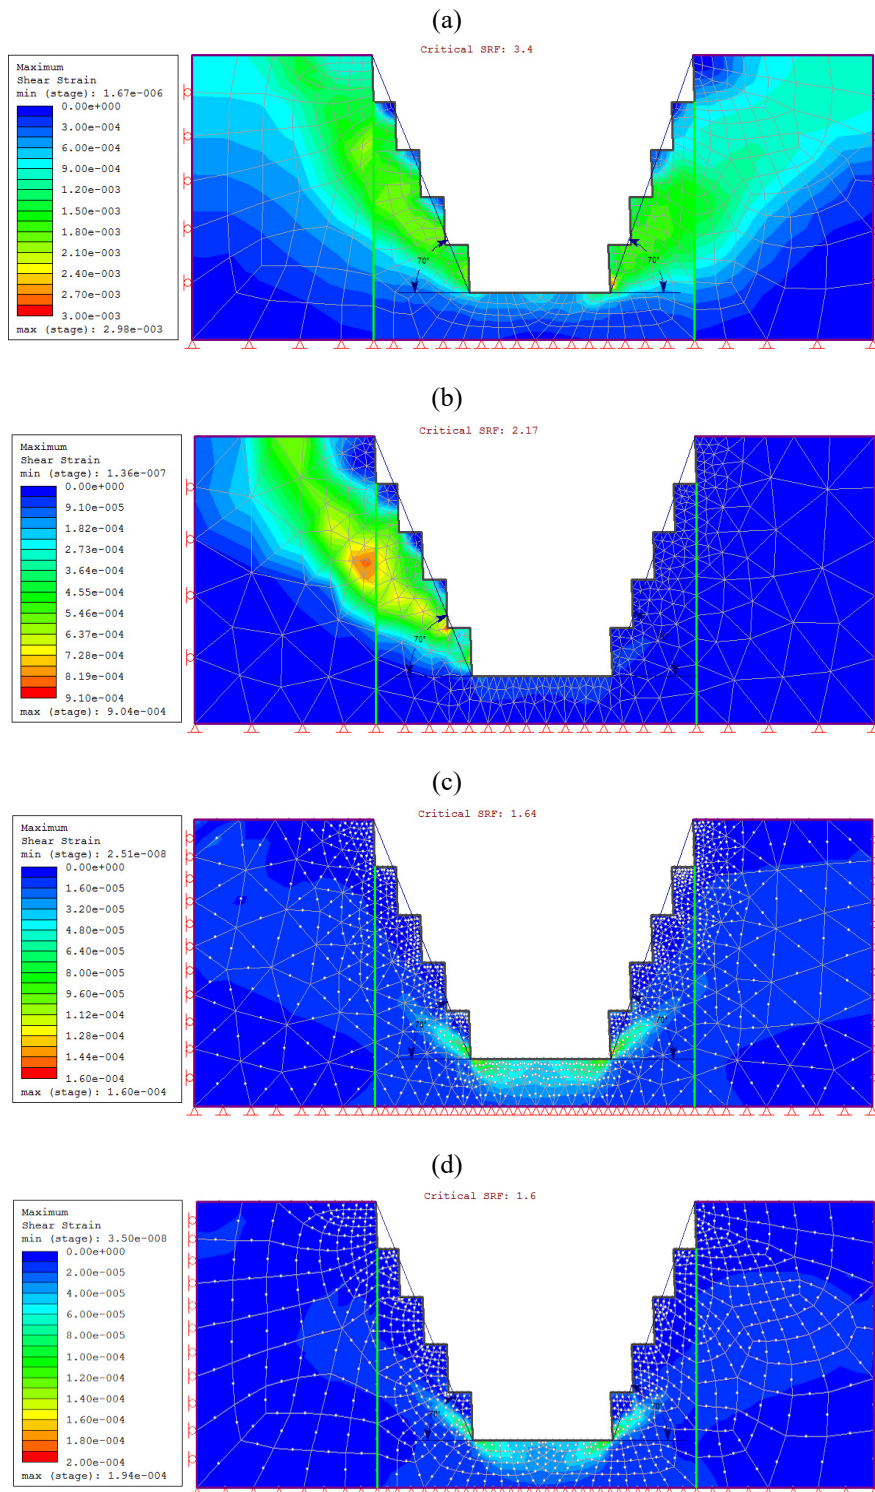 (a)
Critical SRF: 3.4
Maximum
Shear Strain
min (stage): 1.67e-006
0.00e+000
3.00e-004
6.00e-004
9.00e-004
1.20e-003
1.50e-003
1.80e-003
2.10e-003
2.40e-003
2.70e-003
3.00e-003
max (stage): 2.98e-003
70°
70°
(b)
Critical SRF: 2.17
Maximum
Shear Strain
min (stage): 1.36e-007
0.00e+000
9.10e-005
1.82e-004
2.73e-004
3.64e-004
4.55e-004
5.46e-004
6.37e-004
7.28e-004
8.19e-004
9.10e-004
max (stage): 9.04e-004
70°
(c)
Critical SRF: 1.64
Maximum
Shear Strain
min (stage): 2.51e-008
0.00e+000
1.60e-005
3.20e-005
4.80e-005
6.40e-005
8.00e-005
9.60e-005
1.12e-004
1.28e-004
1.44e-004
1.60e-004
max (stage): 1.60e-004
70°
70°
(d)
Critical SRF: 1.6
Maximum
Shear Strain
min (stage): 3.50e-008
0.00e+000
2.00e-005
4.00e-005
6.00e-005
8.00e-005
1.00e-004
1.20e-004
1.40e-004
1.60e-004
1.80e-004
2.00e-004
max (stage): 1.94e-004